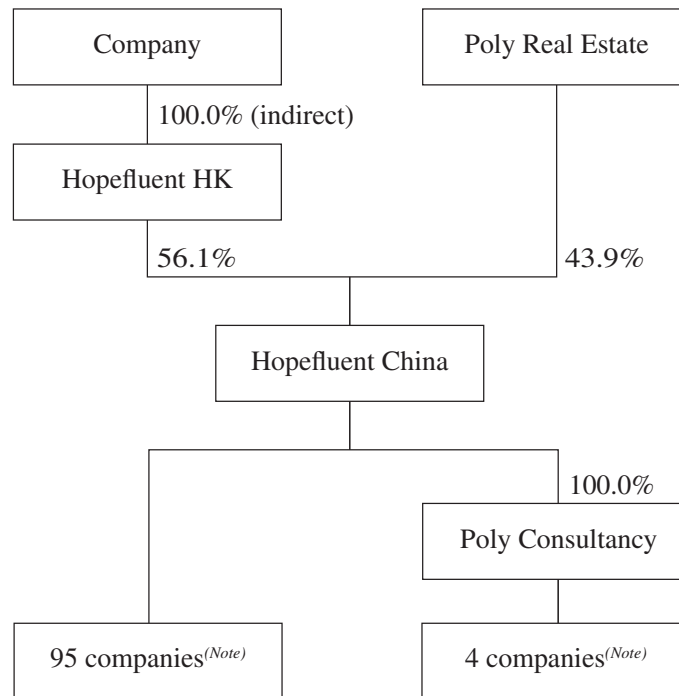 Company
Poly Real Estate
100.0% (indirect)
Hopefluent HK
56.1%
43.9%
Hopefluent China
100.0%
Poly Consultancy
95 companies(Note)
4 companies(Note)